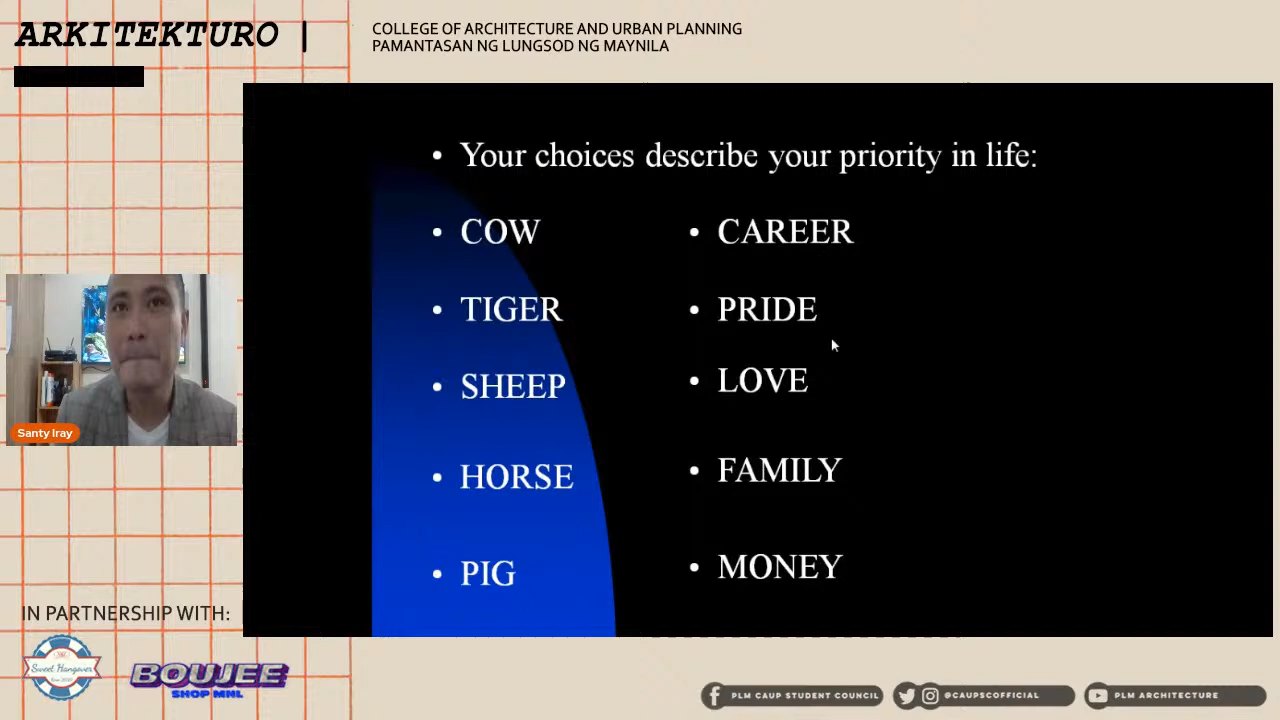 ARKITEKTURO |
COLLEGE OF ARCHITECTURE AND URBAN PLANNING
PAMANTASAN NG LUNGSOD NG MAYNILA
• Your choices describe your priority in life:
• COW • CAREER
• TIGER • PRIDE
• SHEEP • LOVE
• HORSE • FAMILY
• PIG • MONEY
Santy Iray
IN PARTNERSHIP WITH:
Sweet Hangover
BOUJEE
SHOP MNL
PLM CAUP STUDENT COUNCIL
@CAUPSCOFFICIAL
PLM ARCHITECTURE